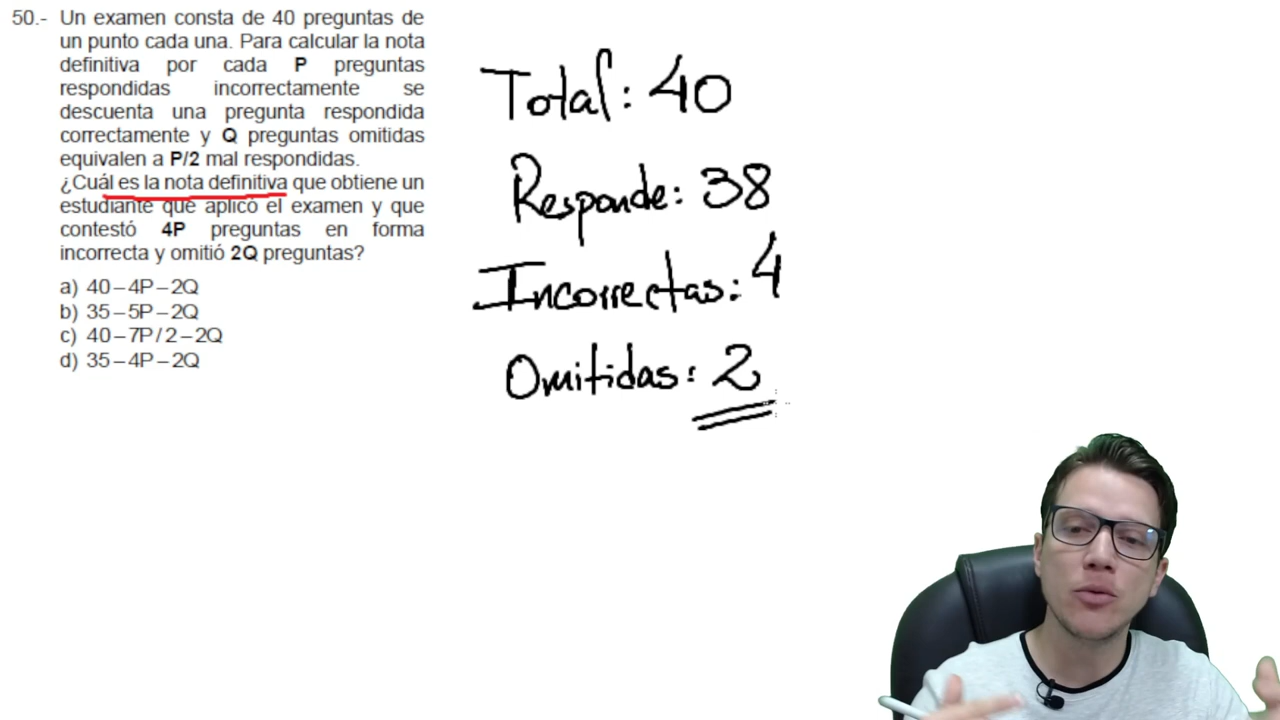 50.- Un examen consta de 40 preguntas de
un punto cada una. Para calcular la nota
definitiva por cada P preguntas
respondidas incorrectamente se
descuenta una pregunta respondida
correctamente y Q preguntas omitidas
equivalen a P/2 mal respondidas.
¿Cuál es la nota definitiva que obtiene un
estudiante que aplicó el examen y que
contestó 4P preguntas en forma
incorrecta y omitió 2Q preguntas?
a) 40-4P-2Q
b) 35-5P-2Q
c) 40-7P/2-2Q
d) 35-4P-2Q
Total: 40
Responde: 38
Incorrectas: 4
Omitidas: 2